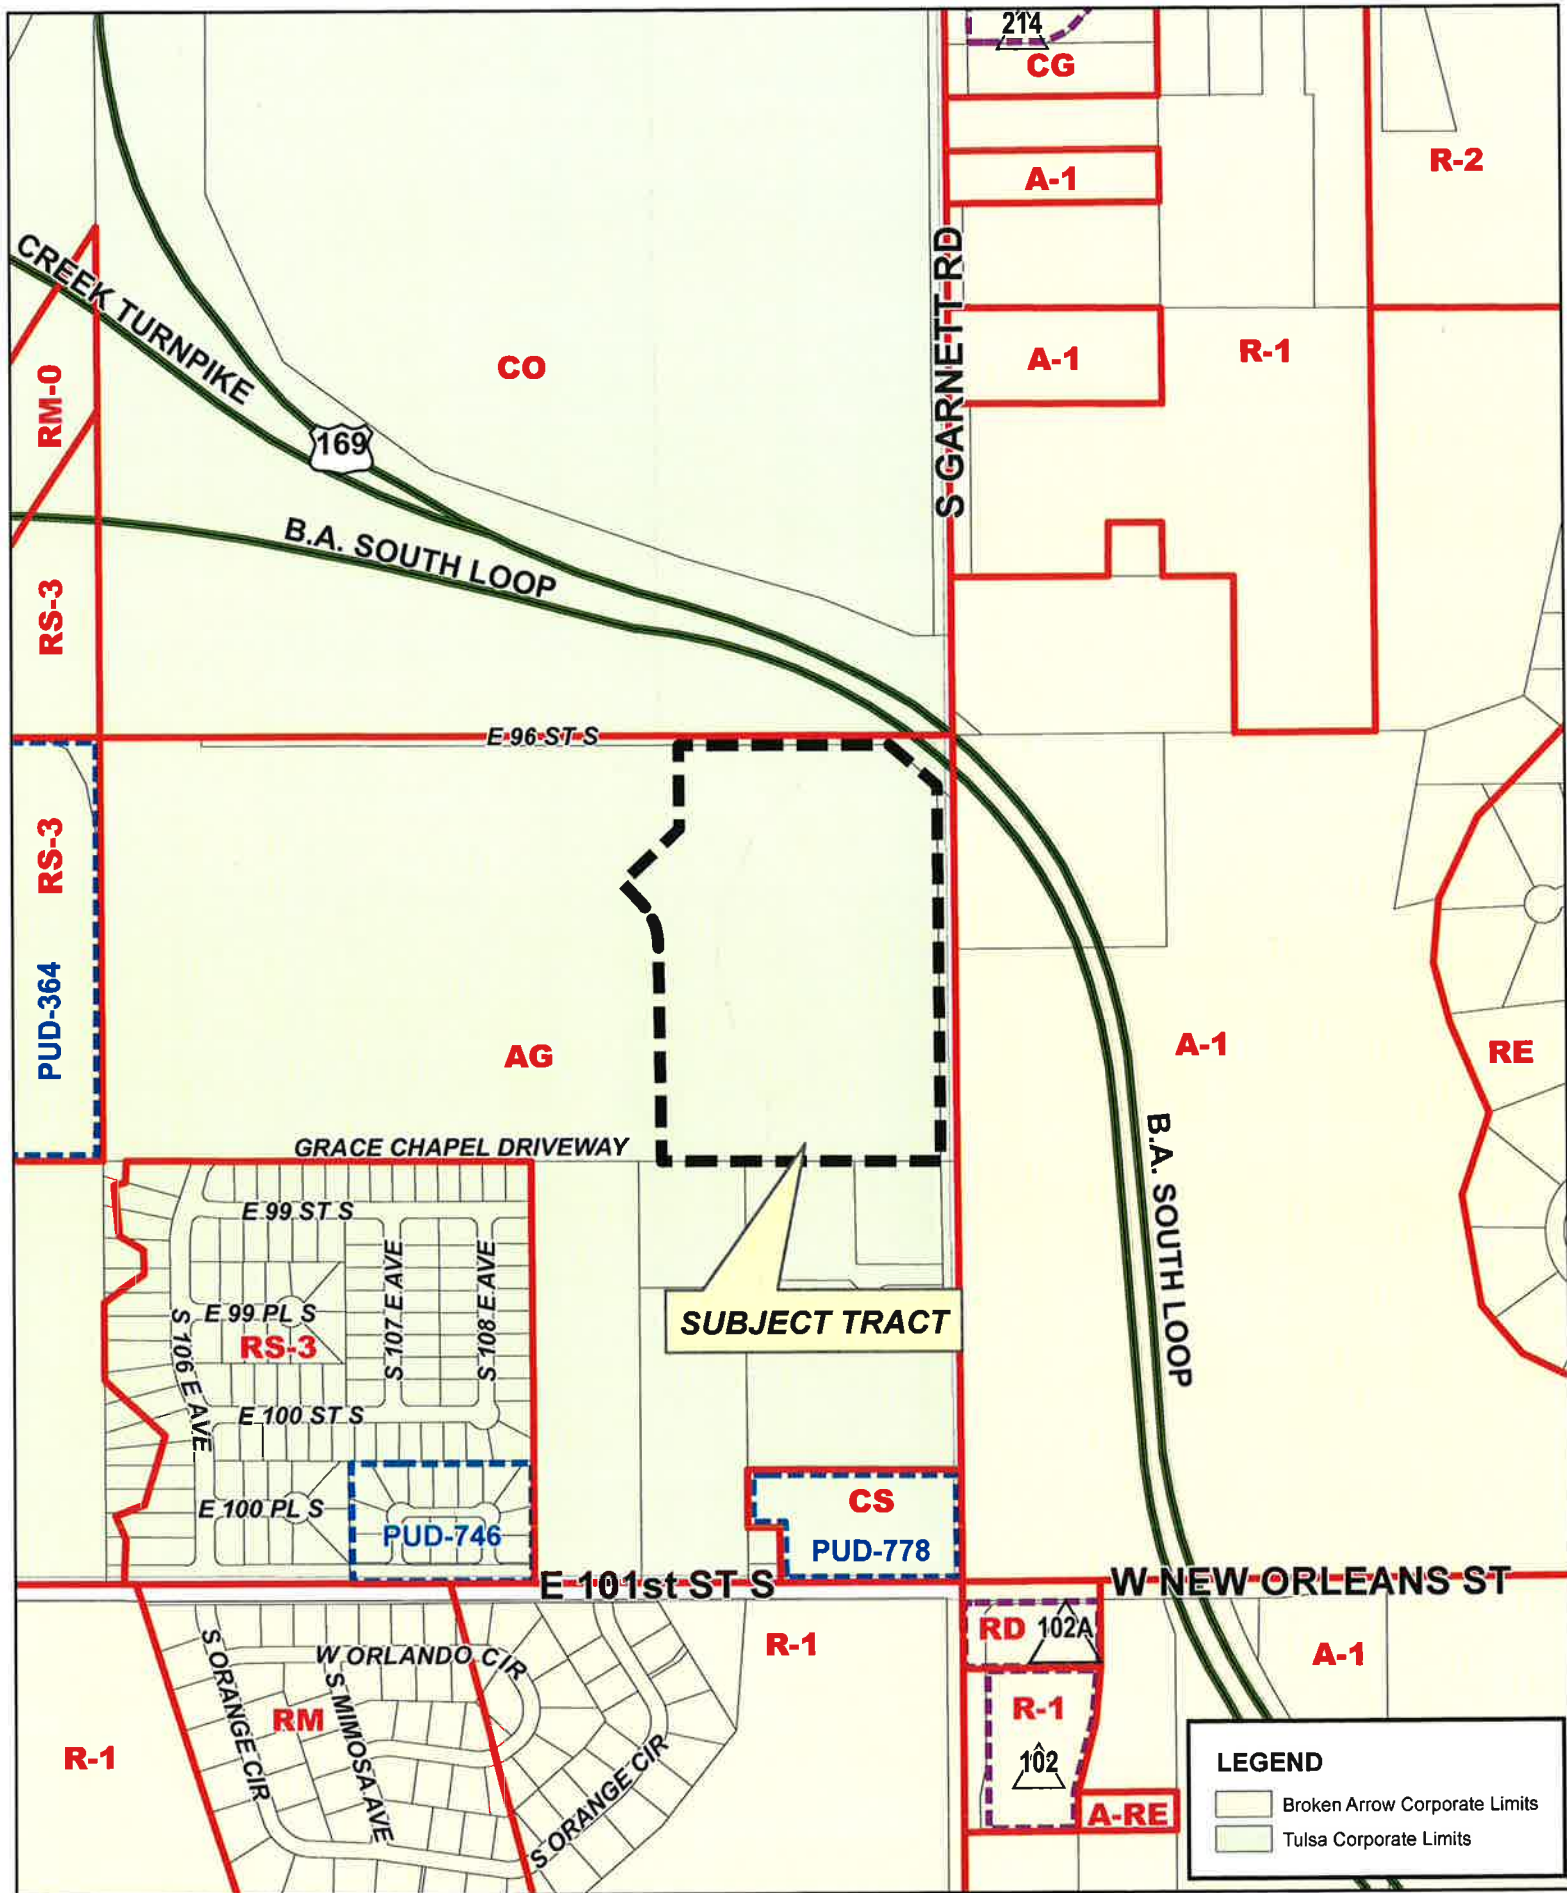 214
CG
A-1
R-2
S GARNETT RD
CREEK TURNPIKE
CO
A-1
R-1
RM-0
169
B.A. SOUTH LOOP
RS-3
E 96 ST S
RS-3
PUD-364
AG
A-1
RE
GRACE CHAPEL DRIVEWAY
B.A. SOUTH LOOP
E 99 ST S
S 107 E AVE
S 108 E AVE
E 99 PL S
S 106 E AVE
RS-3
SUBJECT TRACT
E 100 ST S
E 100 PL S
PUD-746
CS
PUD-778
E 101st ST S
W NEW ORLEANS ST
RD
102A
R-1
A-1
W ORLANDO CIR
S ORANGE CIR
S MIMOSA AVE
RM
R-1
R-1
102
S ORANGE CIR
A-RE
LEGEND
Broken Arrow Corporate Limits
Tulsa Corporate Limits